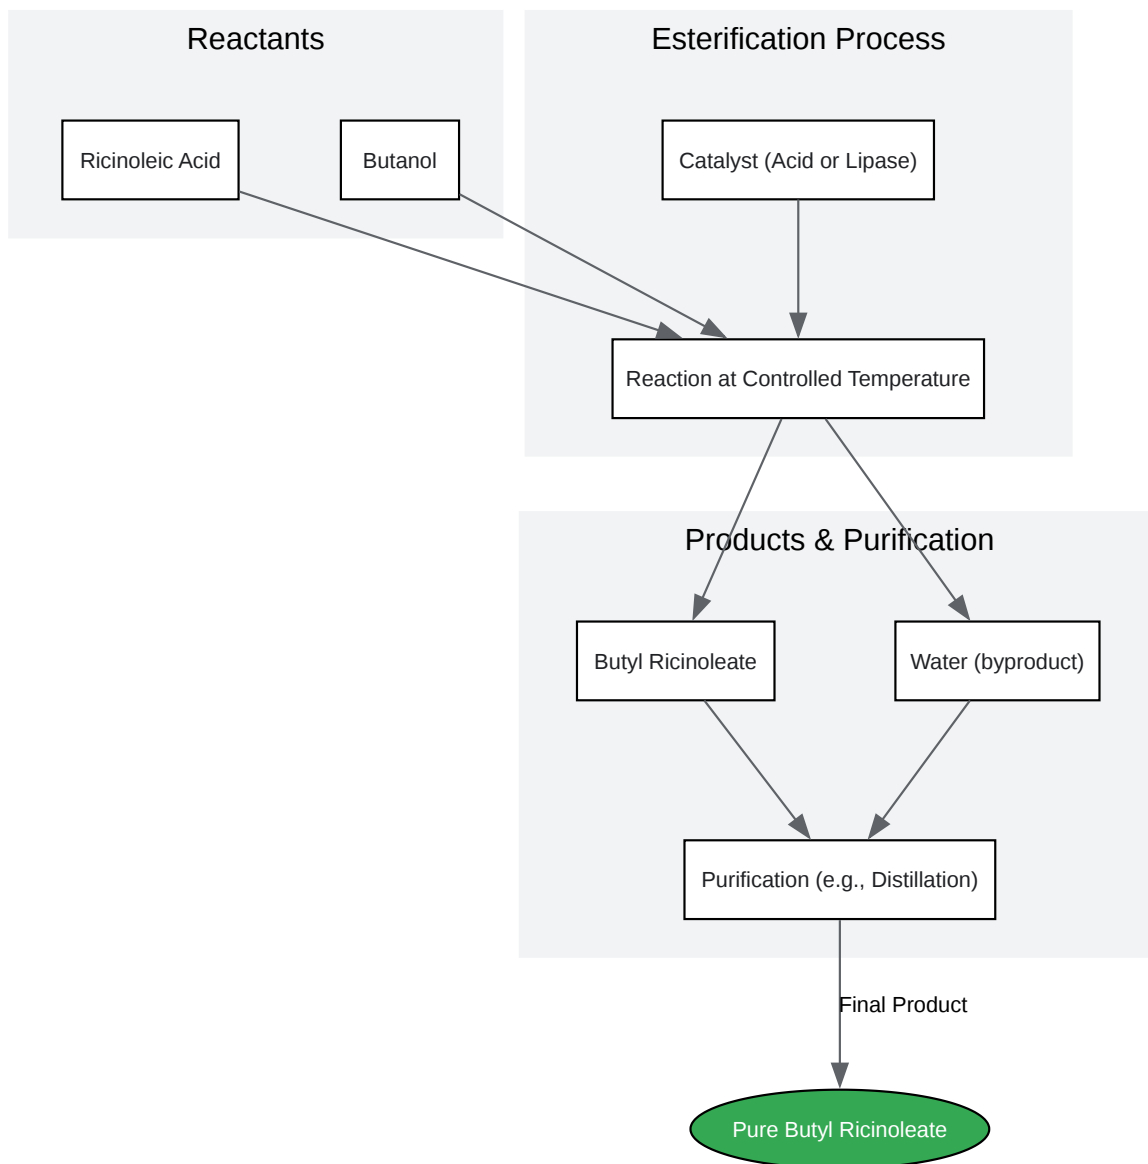 Reactants
Esterification Process
Ricinoleic Acid
Butanol
Catalyst (Acid or Lipase)
Reaction at Controlled Temperature
Products & Purification
Butyl Ricinoleate
Water (byproduct)
Purification (e.g., Distillation)
Final Product
Pure Butyl Ricinoleate